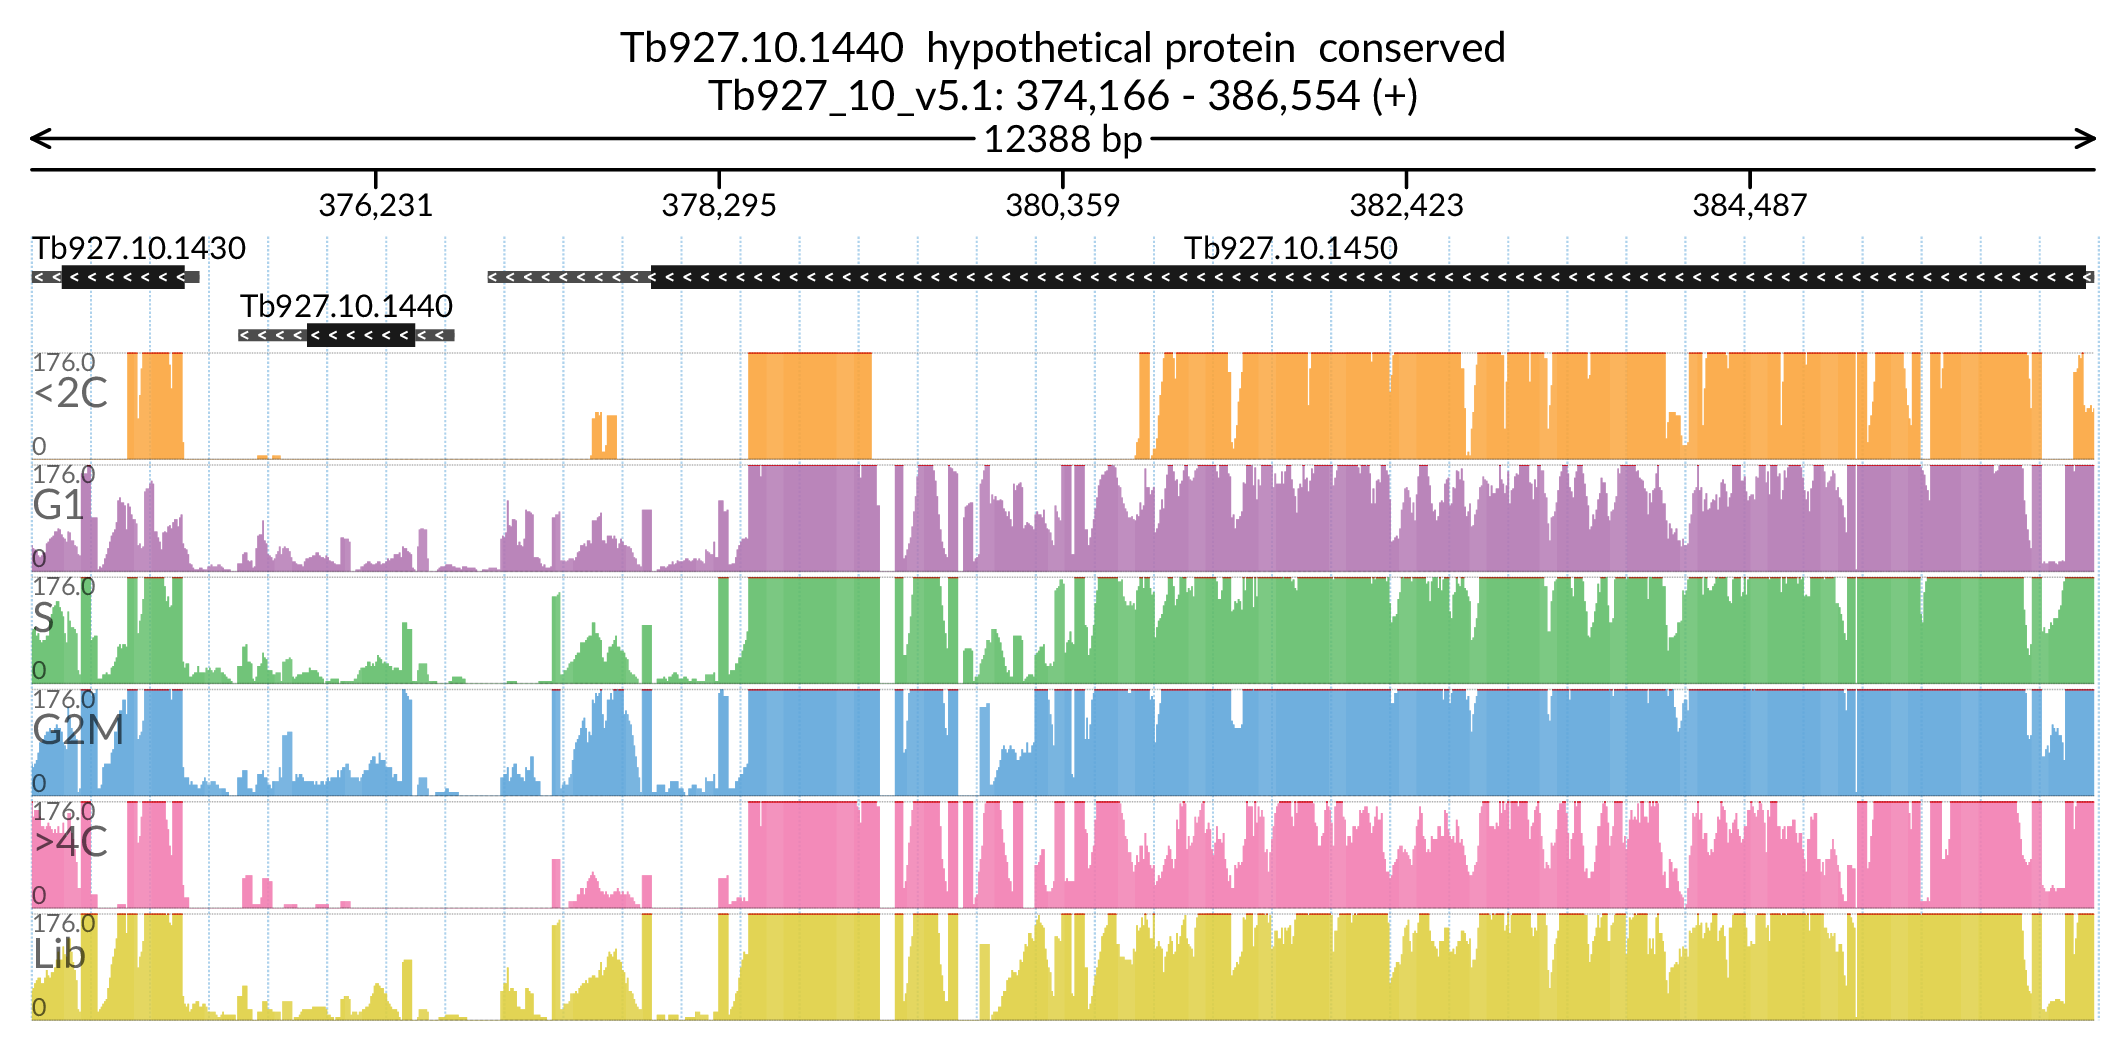 Tb927.10.1440  hypothetical protein  conserved
Tb927_10_v5.1: 374,166 - 386,554 (+)
12388 bp
376,231 378,295 380,359 382,423 384,487
Tb927.10.1430 Tb927.10.1450
Tb927.10.1440
176.0
<2C
0
176.0
G1
0
176.0
S
0
176.0
G2M
0
176.0
>4C
0
176.0
Lib
0